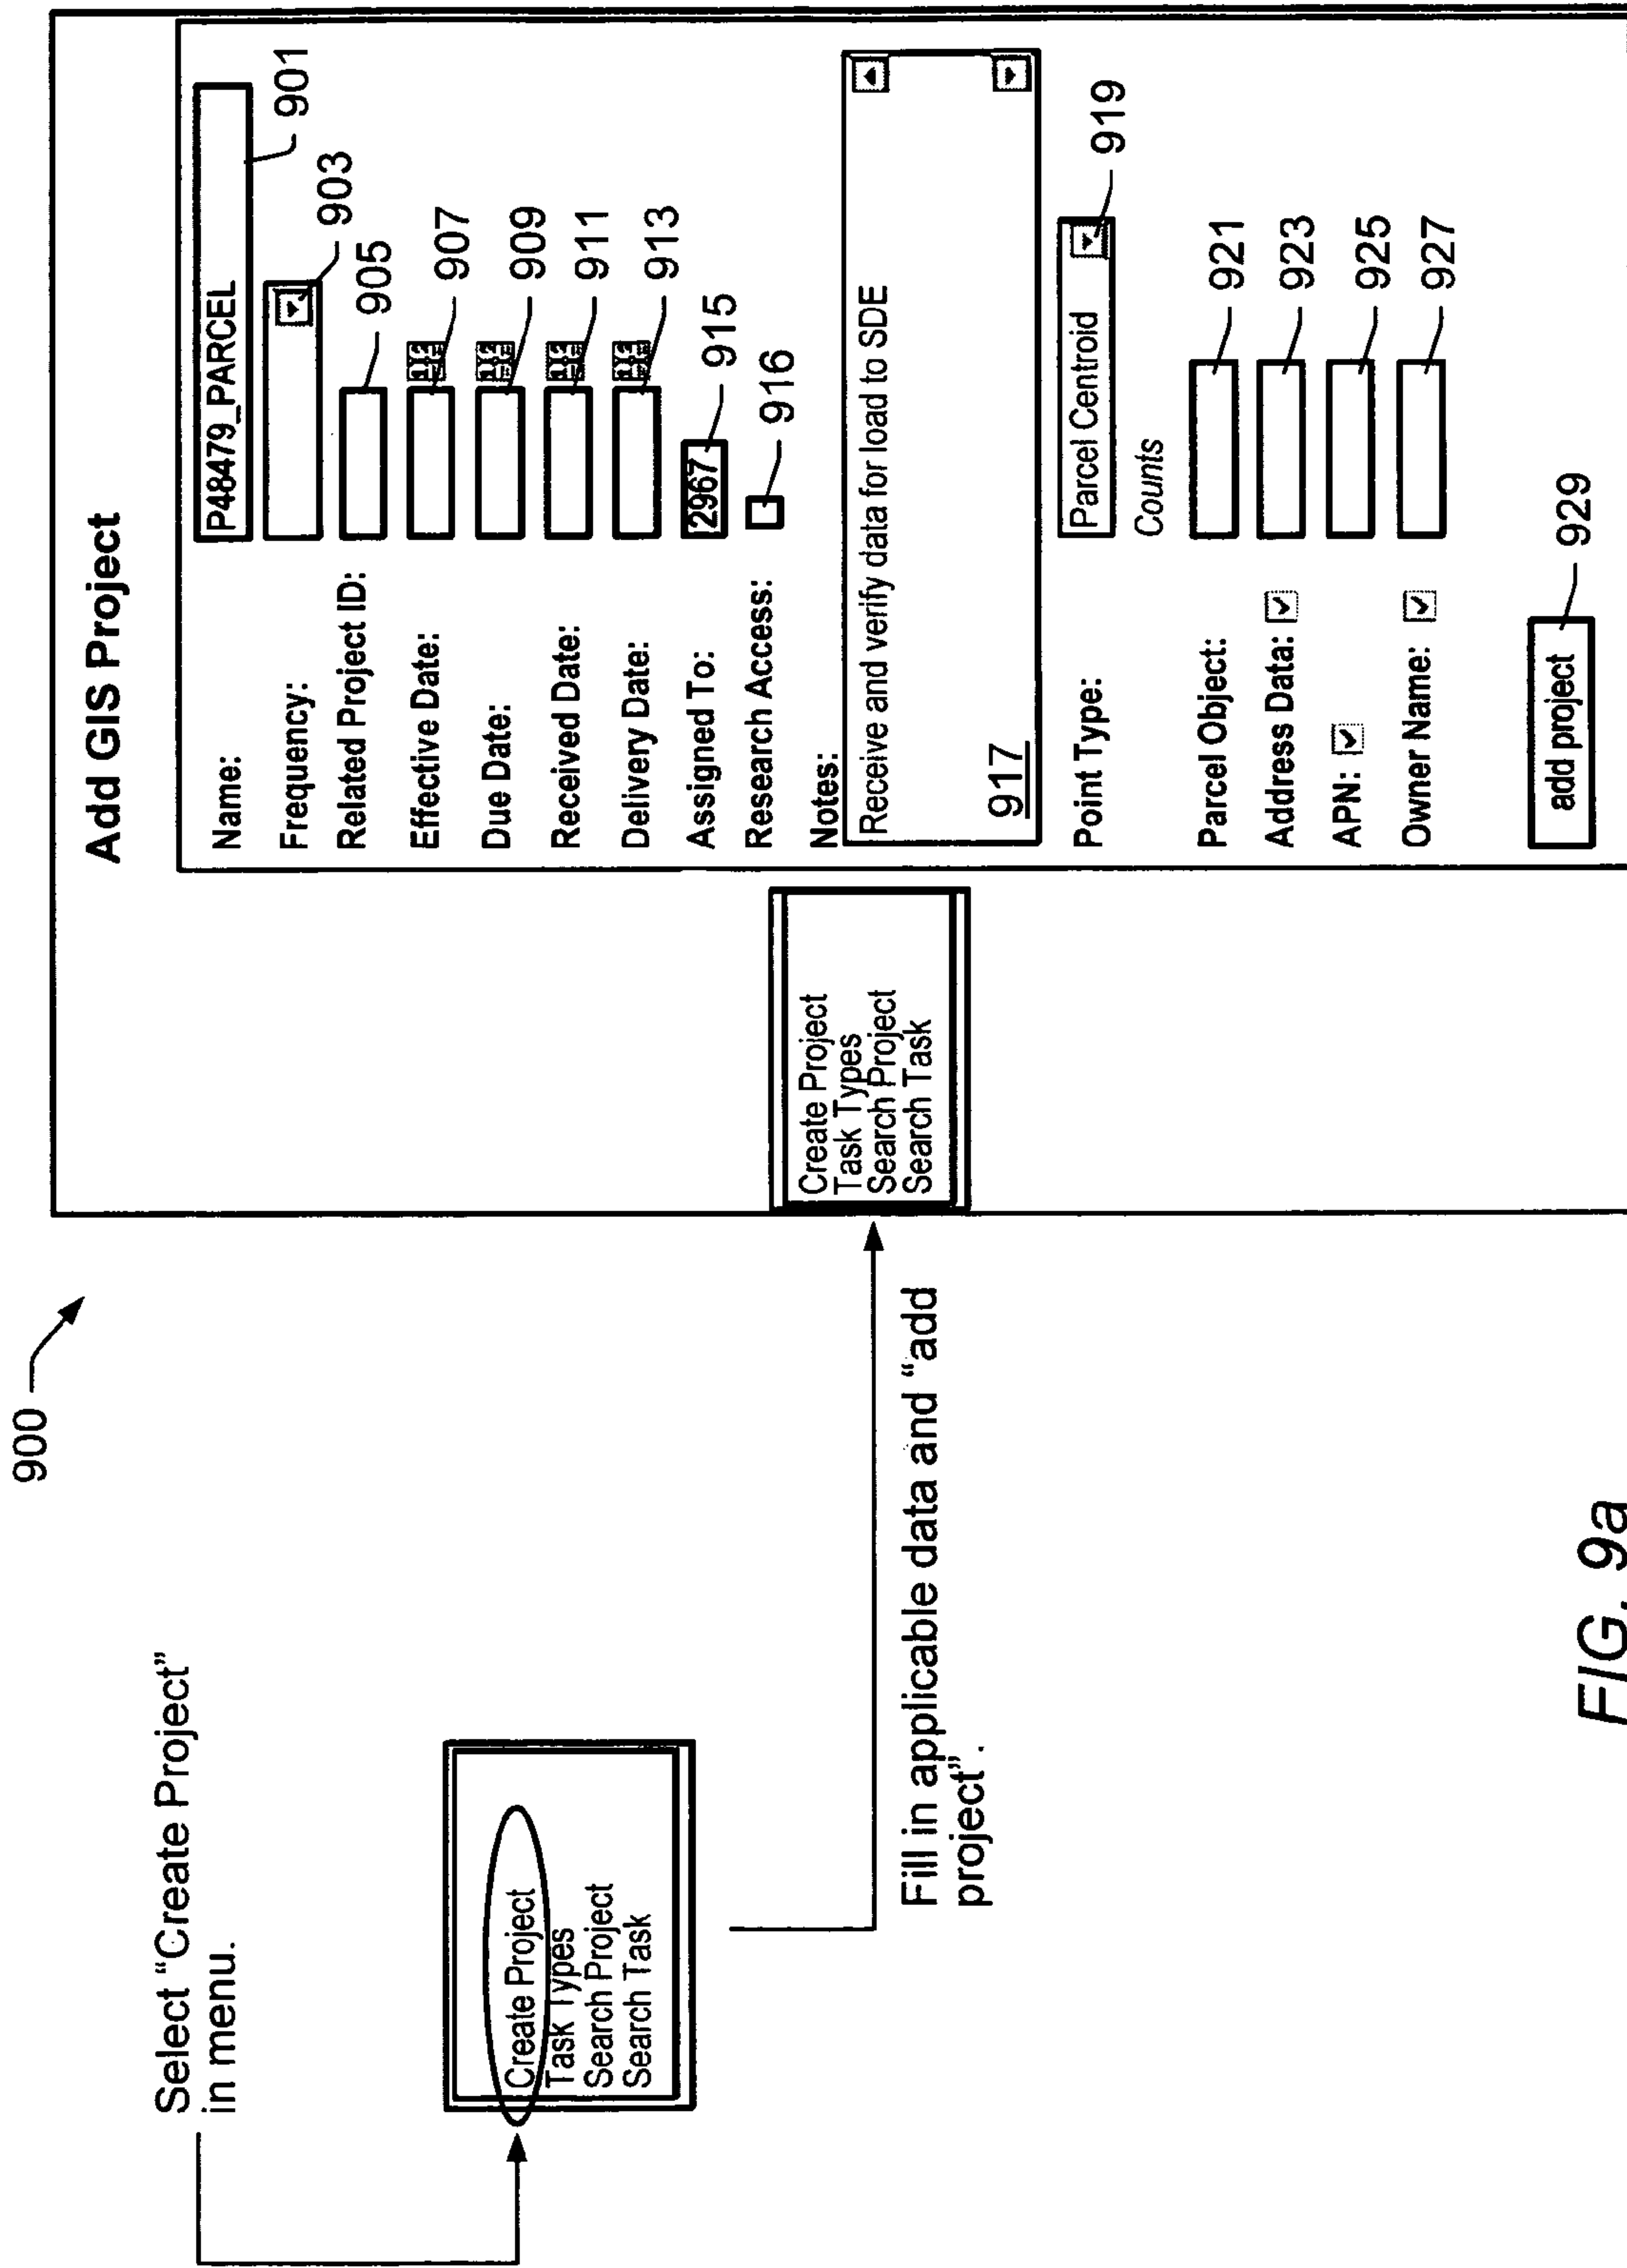 900
Select “Create Project”
in menu.
Create Project
Task Types
Search Project
Search Task
Fill in applicable data and “add
project”.
Create Project
Task Types
Search Project
Search Task
Add GIS Project
Name: P48479_PARCEL 901
Frequency: 903
Related Project ID: 905
Effective Date: 907
Due Date: 909
Received Date: 911
Delivery Date: 913
Assigned To: 2967 915
Research Access: 916
Notes:
Receive and verify data for load to SDE
917
Point Type: Parcel Centroid 919
Counts
Parcel Object: 921
Address Data: 923
APN: 925
Owner Name: 927
add project 929
FIG. 9a